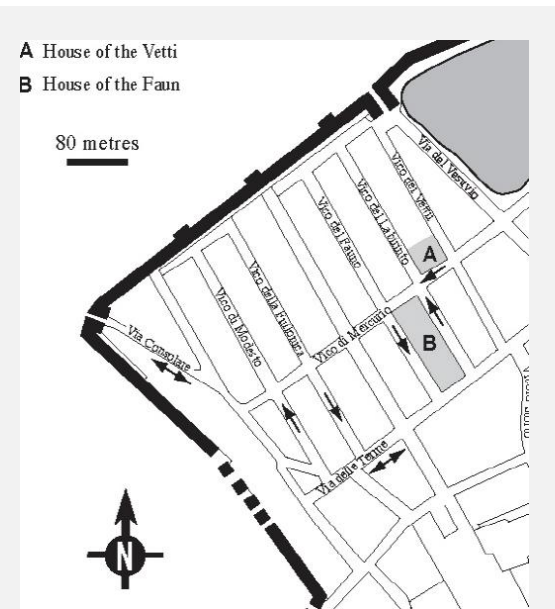 A House of the Vetti
B House of the Faun
80 metres
Via del Vesuvio
Vico dei Vettii
Vico del Labirinto
Vico del Fauno
Vico della Fullonica
Vico di Modesto
A
Vico di Mercurio
B
Via Consolare
Via delle Terme
N